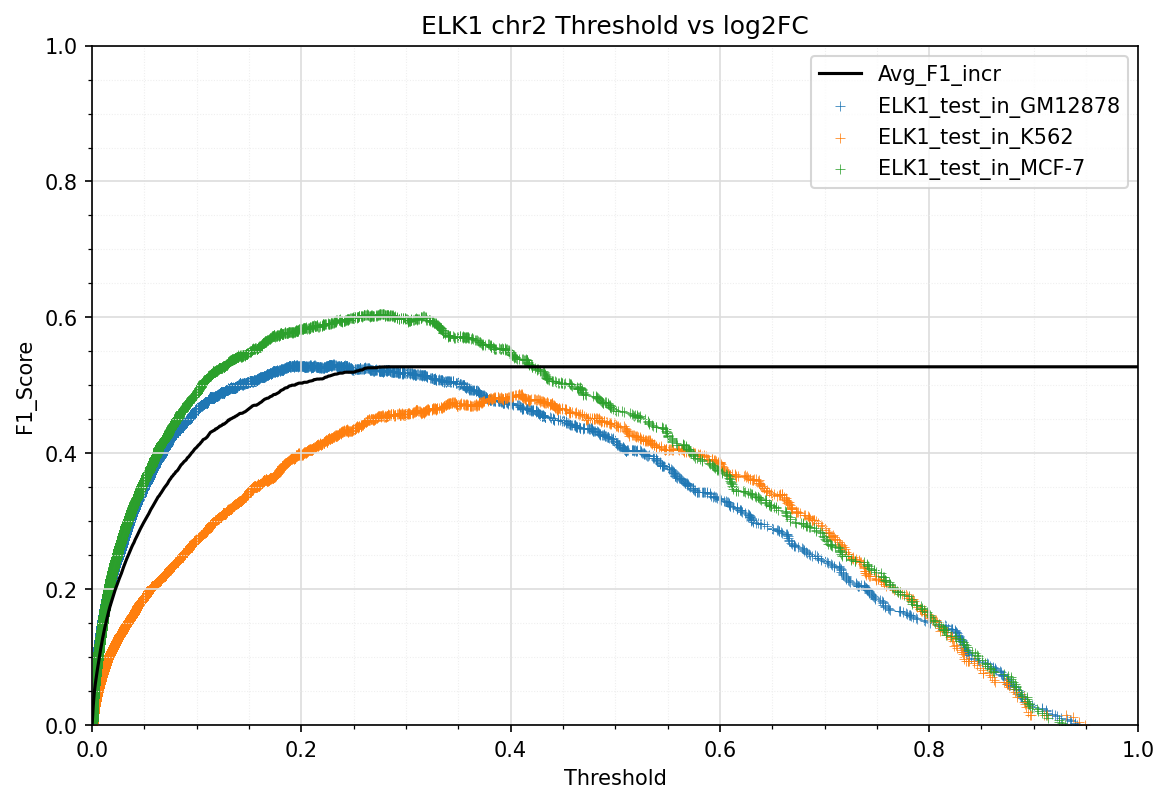 ELK1 chr2 Threshold vs log2FC
Avg_F1_incr
ELK1_test_in_GM12878
ELK1_test_in_K562
ELK1_test_in_MCF-7
F1_Score
1.0
0.8
0.6
0.4
0.2
0.0
0.0 0.2 0.4 0.6 0.8 1.0
Threshold